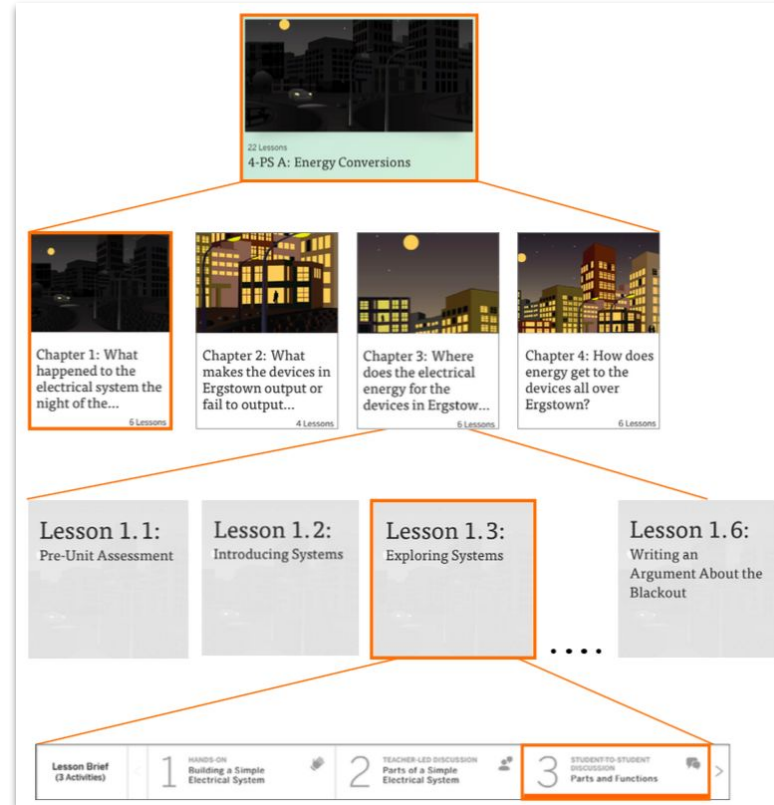 22 Lessons
4-PS A: Energy Conversions
Chapter 1: What
happened to the
electrical system the
night of the...
6 Lessons
Chapter 2: What
makes the devices in
Ergstown output or
fail to output...
4 Lessons
Chapter 3: Where
does the electrical
energy for the
devices in Ergstow...
6 Lessons
Chapter 4: How does
energy get to the
devices all over
Ergstown?
6 Lessons
Lesson 1.1:
Pre-Unit Assessment
Lesson 1.2:
Introducing Systems
Lesson 1.3:
Exploring Systems
....
Lesson 1.6:
Writing an
Argument About the
Blackout
Lesson Brief
(3 Activities)
1
HANDS-ON
Building a Simple
Electrical System
2
TEACHER-LED DISCUSSION
Parts of a Simple
Electrical System
3
STUDENT-TO-STUDENT
DISCUSSION
Parts and Functions